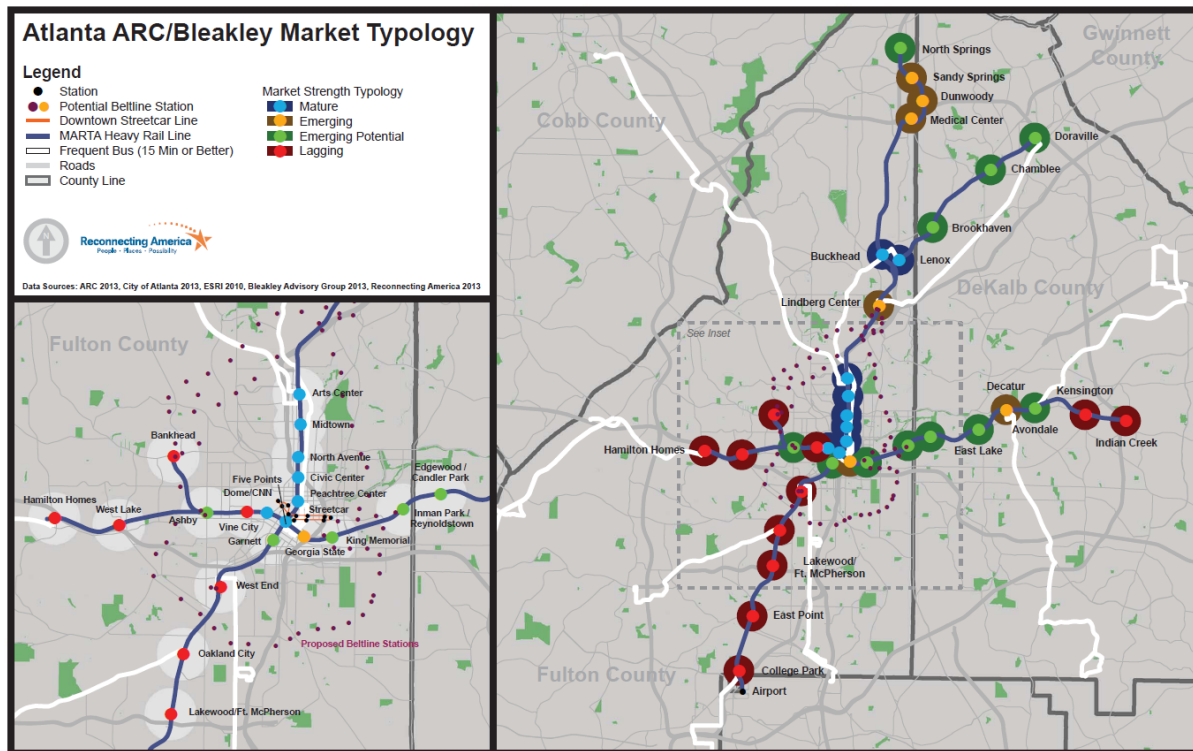 Atlanta ARC/Bleakley Market Typology
Legend
Station
Potential Beltline Station
Downtown Streetcar Line
MARTA Heavy Rail Line
Frequent Bus (15 Min or Better)
Roads
County Line
Market Strength Typology
Mature
Emerging
Emerging Potential
Lagging
N
Reconnecting America
People - Places - Possibility
Data Sources: ARC 2013, City of Atlanta 2013, ESRI 2010, Bleakley Advisory Group 2013, Reconnecting America 2013
Fulton County
Arts Center
Midtown
Bankhead
North Avenue
Civic Center
Edgewood /
Candler Park
Five Points
Dome/CNN
Peachtree Center
Streetcar
Hamilton Homes
West Lake
Ashby
Vine City
Garnett
Georgia State
King Memorial
Inman Park /
Reynoldstown
West End
Proposed Beltline Stations
Oakland City
Lakewood/Ft. McPherson
Gwinnett
County
North Springs
Sandy Springs
Dunwoody
Medical Center
Cobb County
Doraville
Chamblee
Brookhaven
Buckhead
Lenox
DeKalb County
Lindberg Center
See Inset
Decatur
Kensington
Avondale
Indian Creek
East Lake
Hamilton Homes
Lakewood/
Ft. McPherson
East Point
Fulton County
College Park
Airport